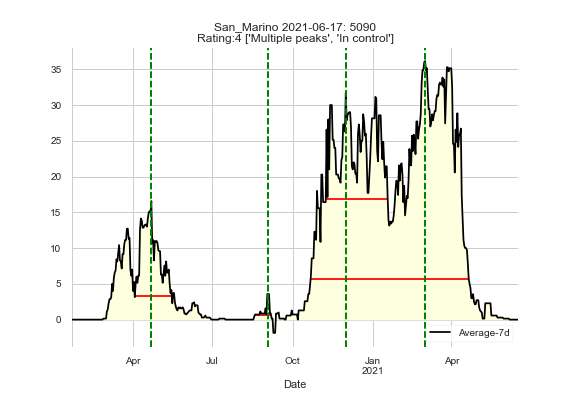 San_Marino 2021-06-17: 5090
Rating:4 ['Multiple peaks', 'In control']
35
30
25
20
15
10
5
0
Apr
Jul
Oct
Jan
2021
Apr
Average-7d
Date